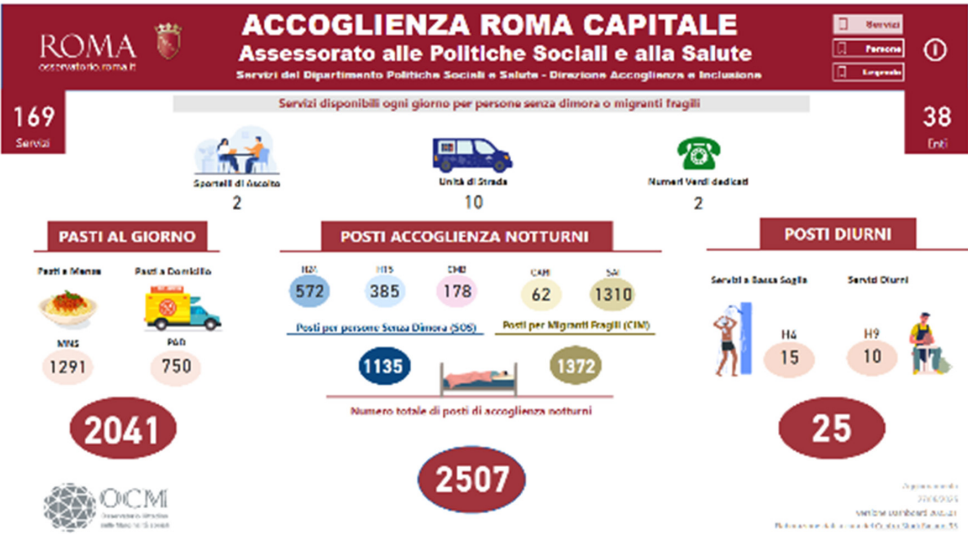 ROMA
osservatorio.roma.it
ACCOGLIENZA ROMA CAPITALE
Assessorato alle Politiche Sociali e alla Salute
Servizi del Dipartimento Politiche Sociali e Salute - Direzione Accoglienza e Inclusione
Servizi
Persone
Legenda
169
Servizi
38
Enti
Servizi disponibili ogni giorno per persone senza dimora o migranti fragili
Sportelli di Ascolto
2
Unità di Strada
10
Numeri Verdi dedicati
2
PASTI AL GIORNO
Pasti a Mensa
Pasti a Domicilio
MNS
1291
PAD
750
2041
POSTI ACCOGLIENZA NOTTURNI
H24
572
H15
385
178
62
SAI
1310
Posti per persone Senza Dimora (SOS)
Posti per Migranti Fragili (CIM)
1135
1372
Numero totale di posti di accoglienza notturni
2507
POSTI DIURNI
Servizi a Bassa Soglia
Servizi Diurni
H4
15
H9
10
25
OCMI
Aggiornamento
Versione Dashboard